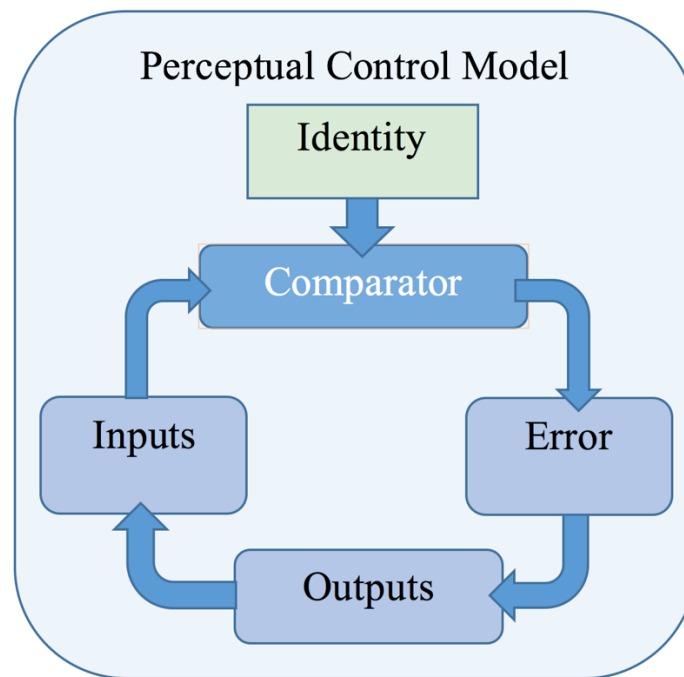 Perceptual Control Model
Identity
Comparator
Inputs
Error
Outputs